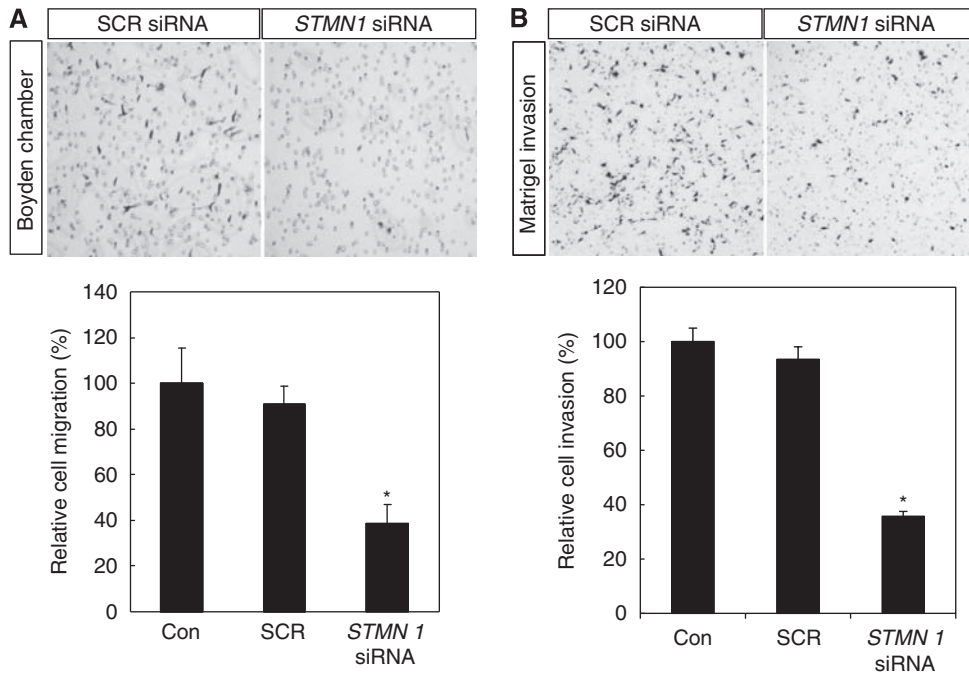 A
SCR siRNA
STMN1 siRNA
Boyden chamber
Relative cell migration (%)
140
120
100
80
60
40
20
0
*
Con
SCR
STMN 1
siRNA
B
SCR siRNA
STMN1 siRNA
Matrigel invasion
Relative cell invasion (%)
120
100
80
60
40
20
0
*
Con
SCR
STMN 1
siRNA